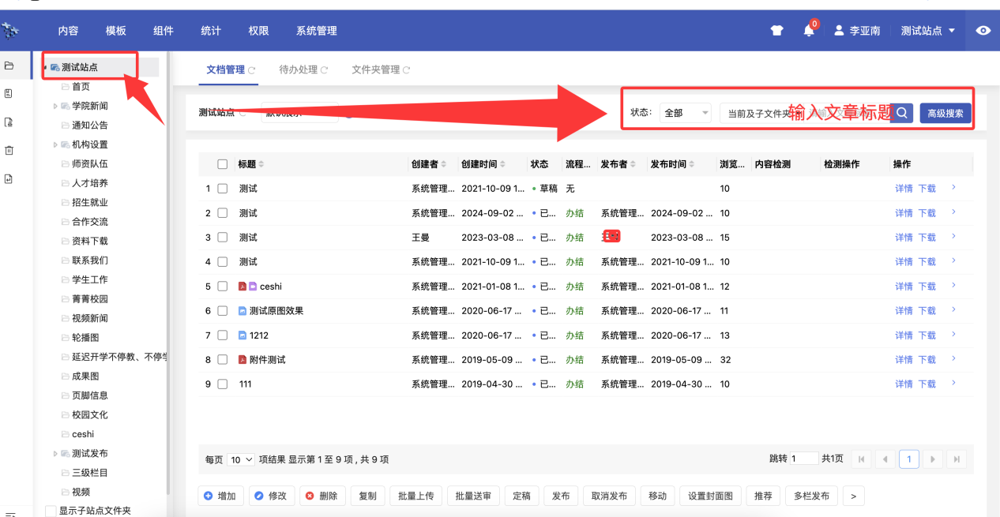 内容 模板 组件 统计 权限 系统管理 0 李亚南 测试站点
测试站点
首页
学院新闻
通知公告
机构设置
师资队伍
人才培养
招生就业
合作交流
资料下载
联系我们
学生工作
菁菁校园
视频新闻
轮播图
延迟开学不停教、不停学
成果图
页脚信息
校园文化
ceshi
测试发布
三级栏目
视频
显示子站点文件夹
文档管理 待办处理 文件夹管理
测试站点 默认展示 状态: 全部 当前及子文件夹 输入文章标题 高级搜索
标题 创建者 创建时间 状态 流程... 发布者 发布时间 浏览... 内容检测 检测操作 操作
1 测试 系统管理... 2021-10-09 1... 草稿 无 10 详情 下载
2 测试 系统管理... 2024-09-02 ... 已... 办结 系统管理... 2024-09-02 ... 10 详情 下载
3 测试 王曼 2023-03-08 ... 已... 办结 2023-03-08 ... 15 详情 下载
4 测试 系统管理... 2021-10-09 1... 已... 办结 系统管理... 2021-10-09 1... 10 详情 下载
5 ceshi 系统管理... 2021-01-08 1... 已... 办结 系统管理... 2021-01-08 1... 12 详情 下载
6 测试原图效果 系统管理... 2020-06-17 ... 已... 办结 系统管理... 2020-06-17 ... 11 详情 下载
7 1212 系统管理... 2020-06-17 ... 已... 办结 系统管理... 2020-06-17 ... 13 详情 下载
8 附件测试 系统管理... 2019-05-09 ... 已... 办结 系统管理... 2019-05-09 ... 32 详情 下载
9 111 系统管理... 2019-04-30 ... 已... 办结 系统管理... 2019-04-30 ... 10 详情 下载
每页 10 项结果 显示第 1 至 9 项 , 共 9 项 跳转 1 共1页 1
增加 修改 删除 复制 批量上传 批量送审 定稿 发布 取消发布 移动 设置封面图 推荐 多栏发布 >